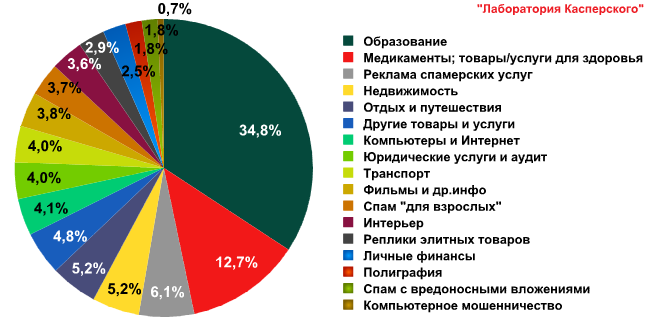 "Лаборатория Касперского"
0,7%
1,8%
1,8%
2,5%
2,9%
3,6%
3,7%
3,8%
4,0%
4,0%
4,1%
4,8%
5,2%
5,2%
6,1%
12,7%
34,8%
Образование
Медикаменты; товары/услуги для здоровья
Реклама спамерских услуг
Недвижимость
Отдых и путешествия
Другие товары и услуги
Компьютеры и Интернет
Юридические услуги и аудит
Транспорт
Фильмы и др.инфо
Спам "для взрослых"
Интерьер
Реплики элитных товаров
Личные финансы
Полиграфия
Спам с вредоносными вложениями
Компьютерное мошенничество